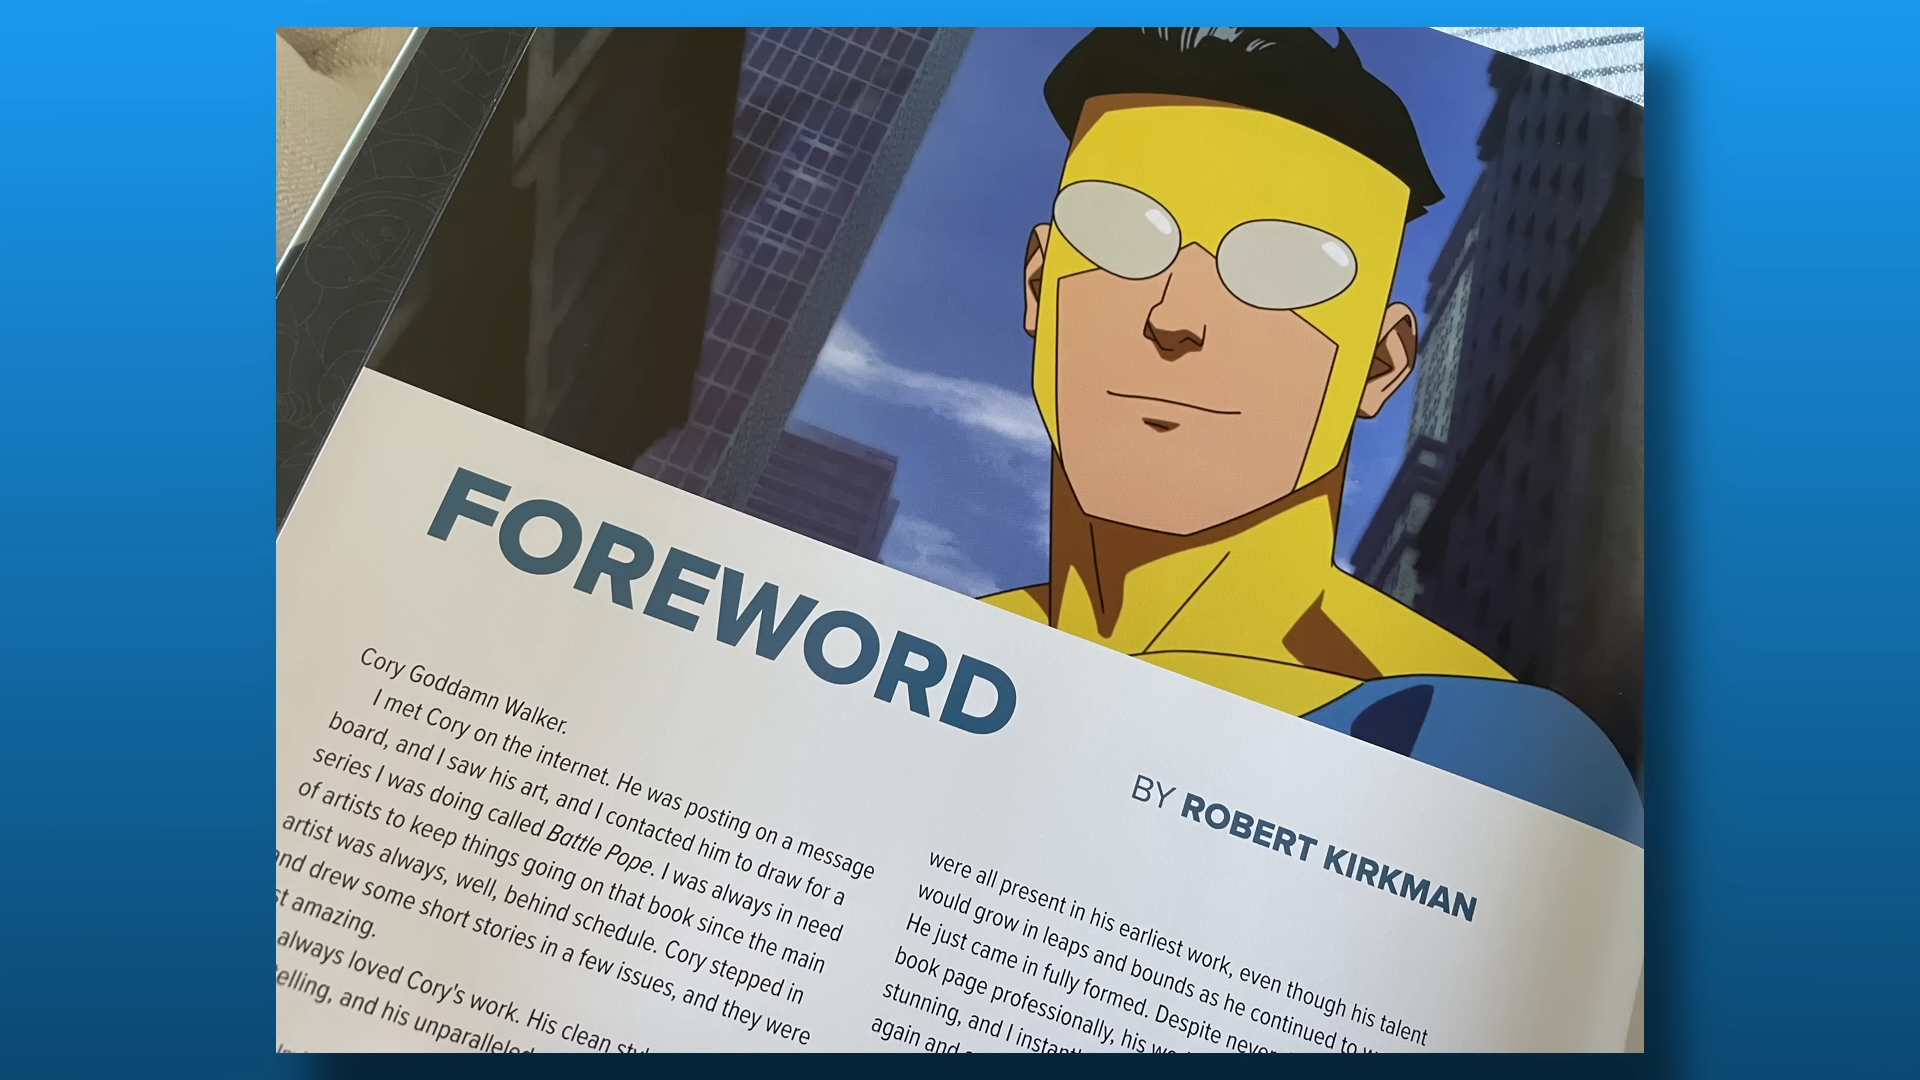 FOREWORD
BY ROBERT KIRKMAN
Cory Goddamn Walker.
I met Cory on the internet. He was posting on a message
board, and I saw his art, and I contacted him to draw for a
series I was doing called Battle Pope. I was always in need
of artists to keep things going on that book since the main
artist was always, well, behind schedule. Cory stepped in
and drew some short stories in a few issues, and they were
amazing.
always loved Cory's work. His clean
and his unparalleled
were all present in his earliest work, even though his talent
would grow in leaps and bounds as he continued to
He just came in fully formed. Despite never
book page professionally, his
stunning, and I
again and